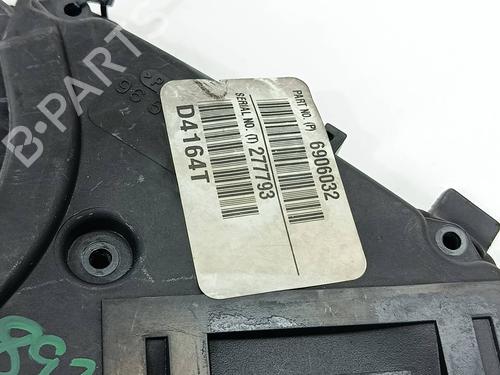 PART NO. (P) 6906032
SERIAL NO. (T) 277793
D4164T
B-PARTS